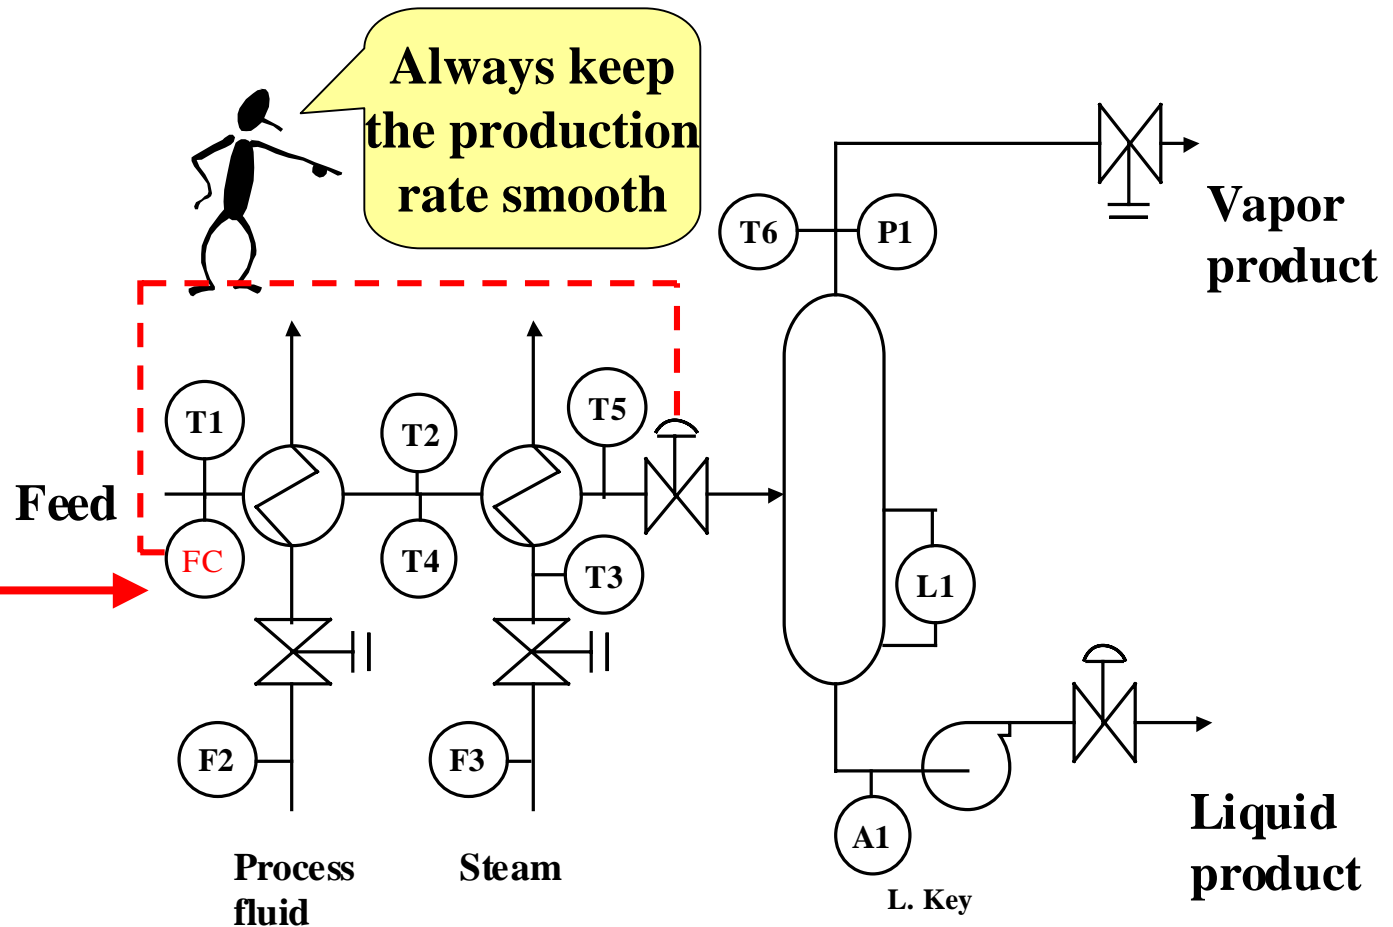 Always keep
the production
rate smooth
Vapor
product
T6
P1
T1
T2
T5
Feed
FC
T4
T3
L1
F2
F3
A1
Process
fluid
Steam
L. Key
Liquid
product